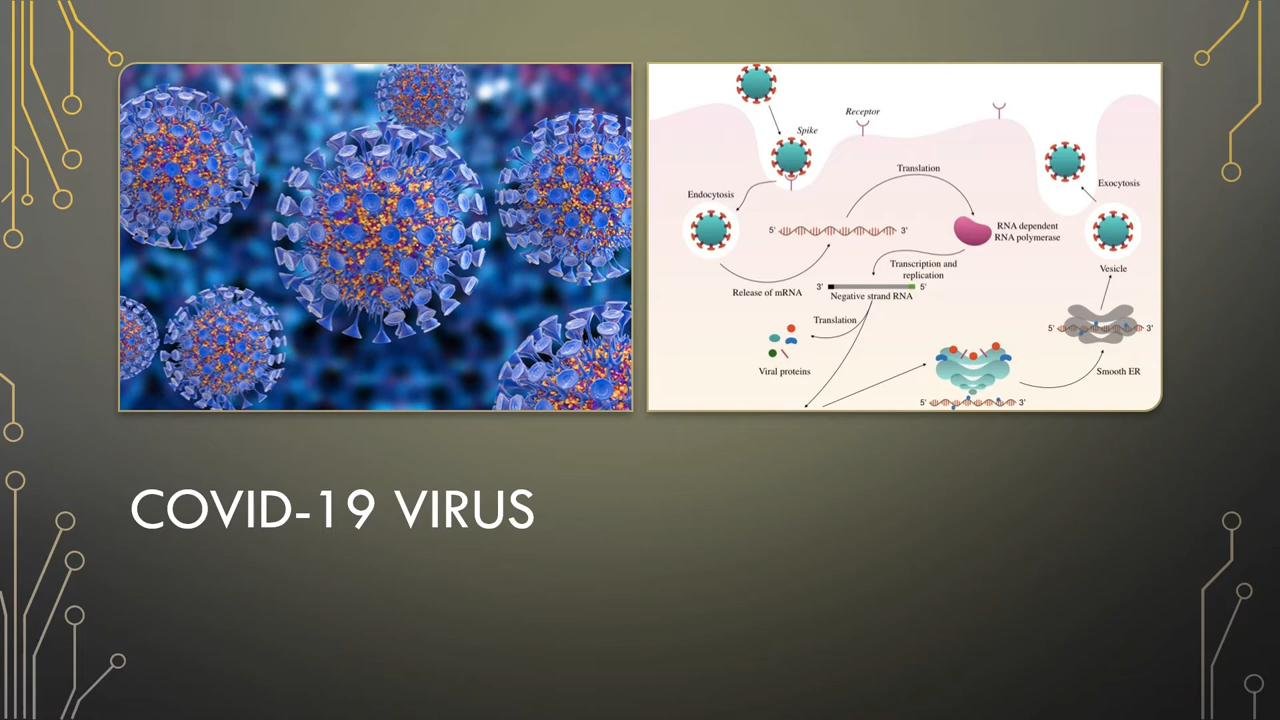 Receptor
Spike
Translation
Endocytosis
Exocytosis
5'
3'
RNA dependent
RNA polymerase
Transcription and
replication
Vesicle
Release of mRNA
3'
5'
Negative strand RNA
Translation
5'
3'
Viral proteins
Smooth ER
5'
3'
COVID-19 VIRUS